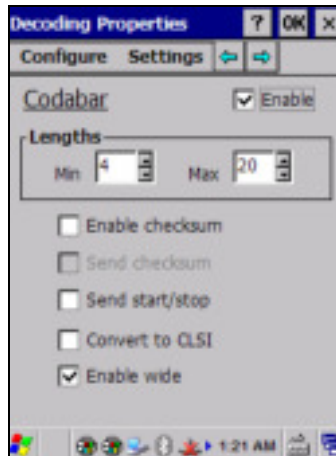 Decoding Properties ? OK ×
Configure Settings
Codabar Enable
Lengths
Min 4 Max 20
Enable checksum
Send checksum
Send start/stop
Convert to CLSI
Enable wide
1:21 AM